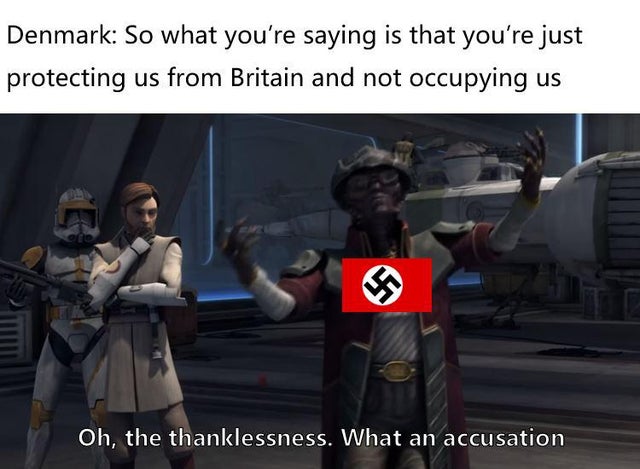 Denmark: So what you're saying is that you're just
protecting us from Britain and not occupying us
Oh, the thanklessness. What an accusation